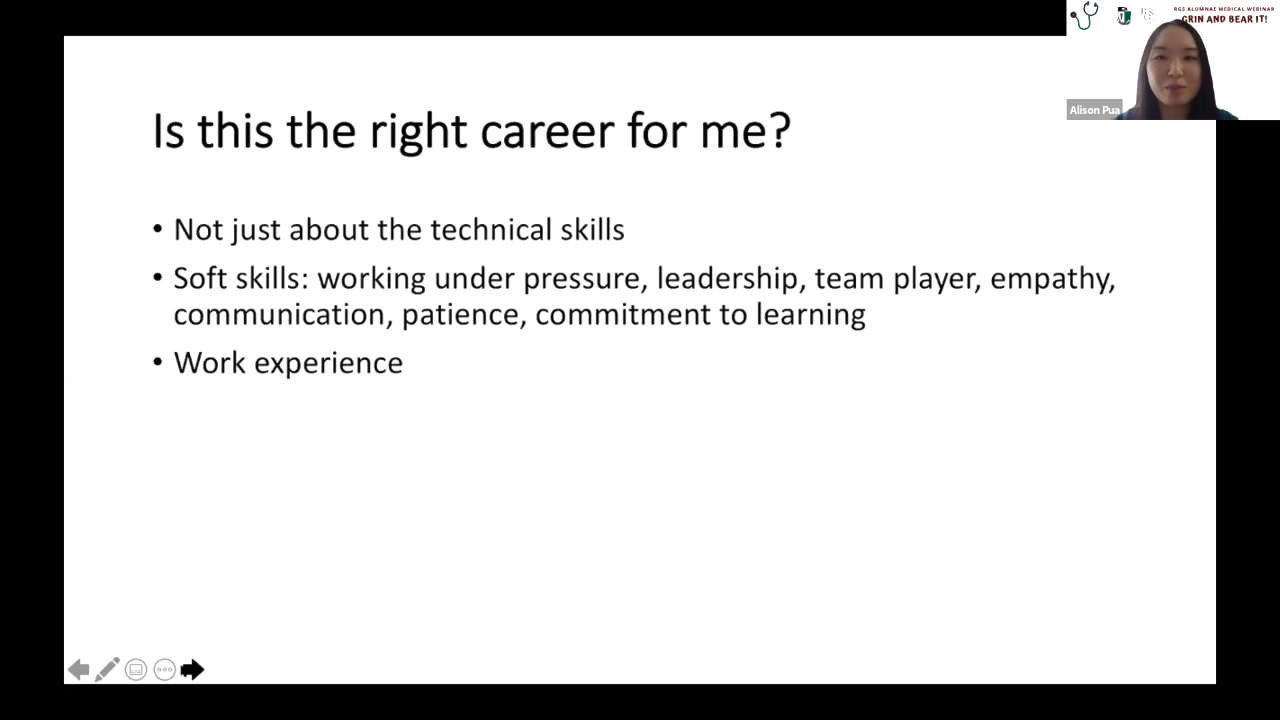 RGS ALUMNAE MEDICAL WEBINAR
GRIN AND BEAR IT!
Alison Pua
Is this the right career for me?
• Not just about the technical skills
• Soft skills: working under pressure, leadership, team player, empathy,
communication, patience, commitment to learning
• Work experience